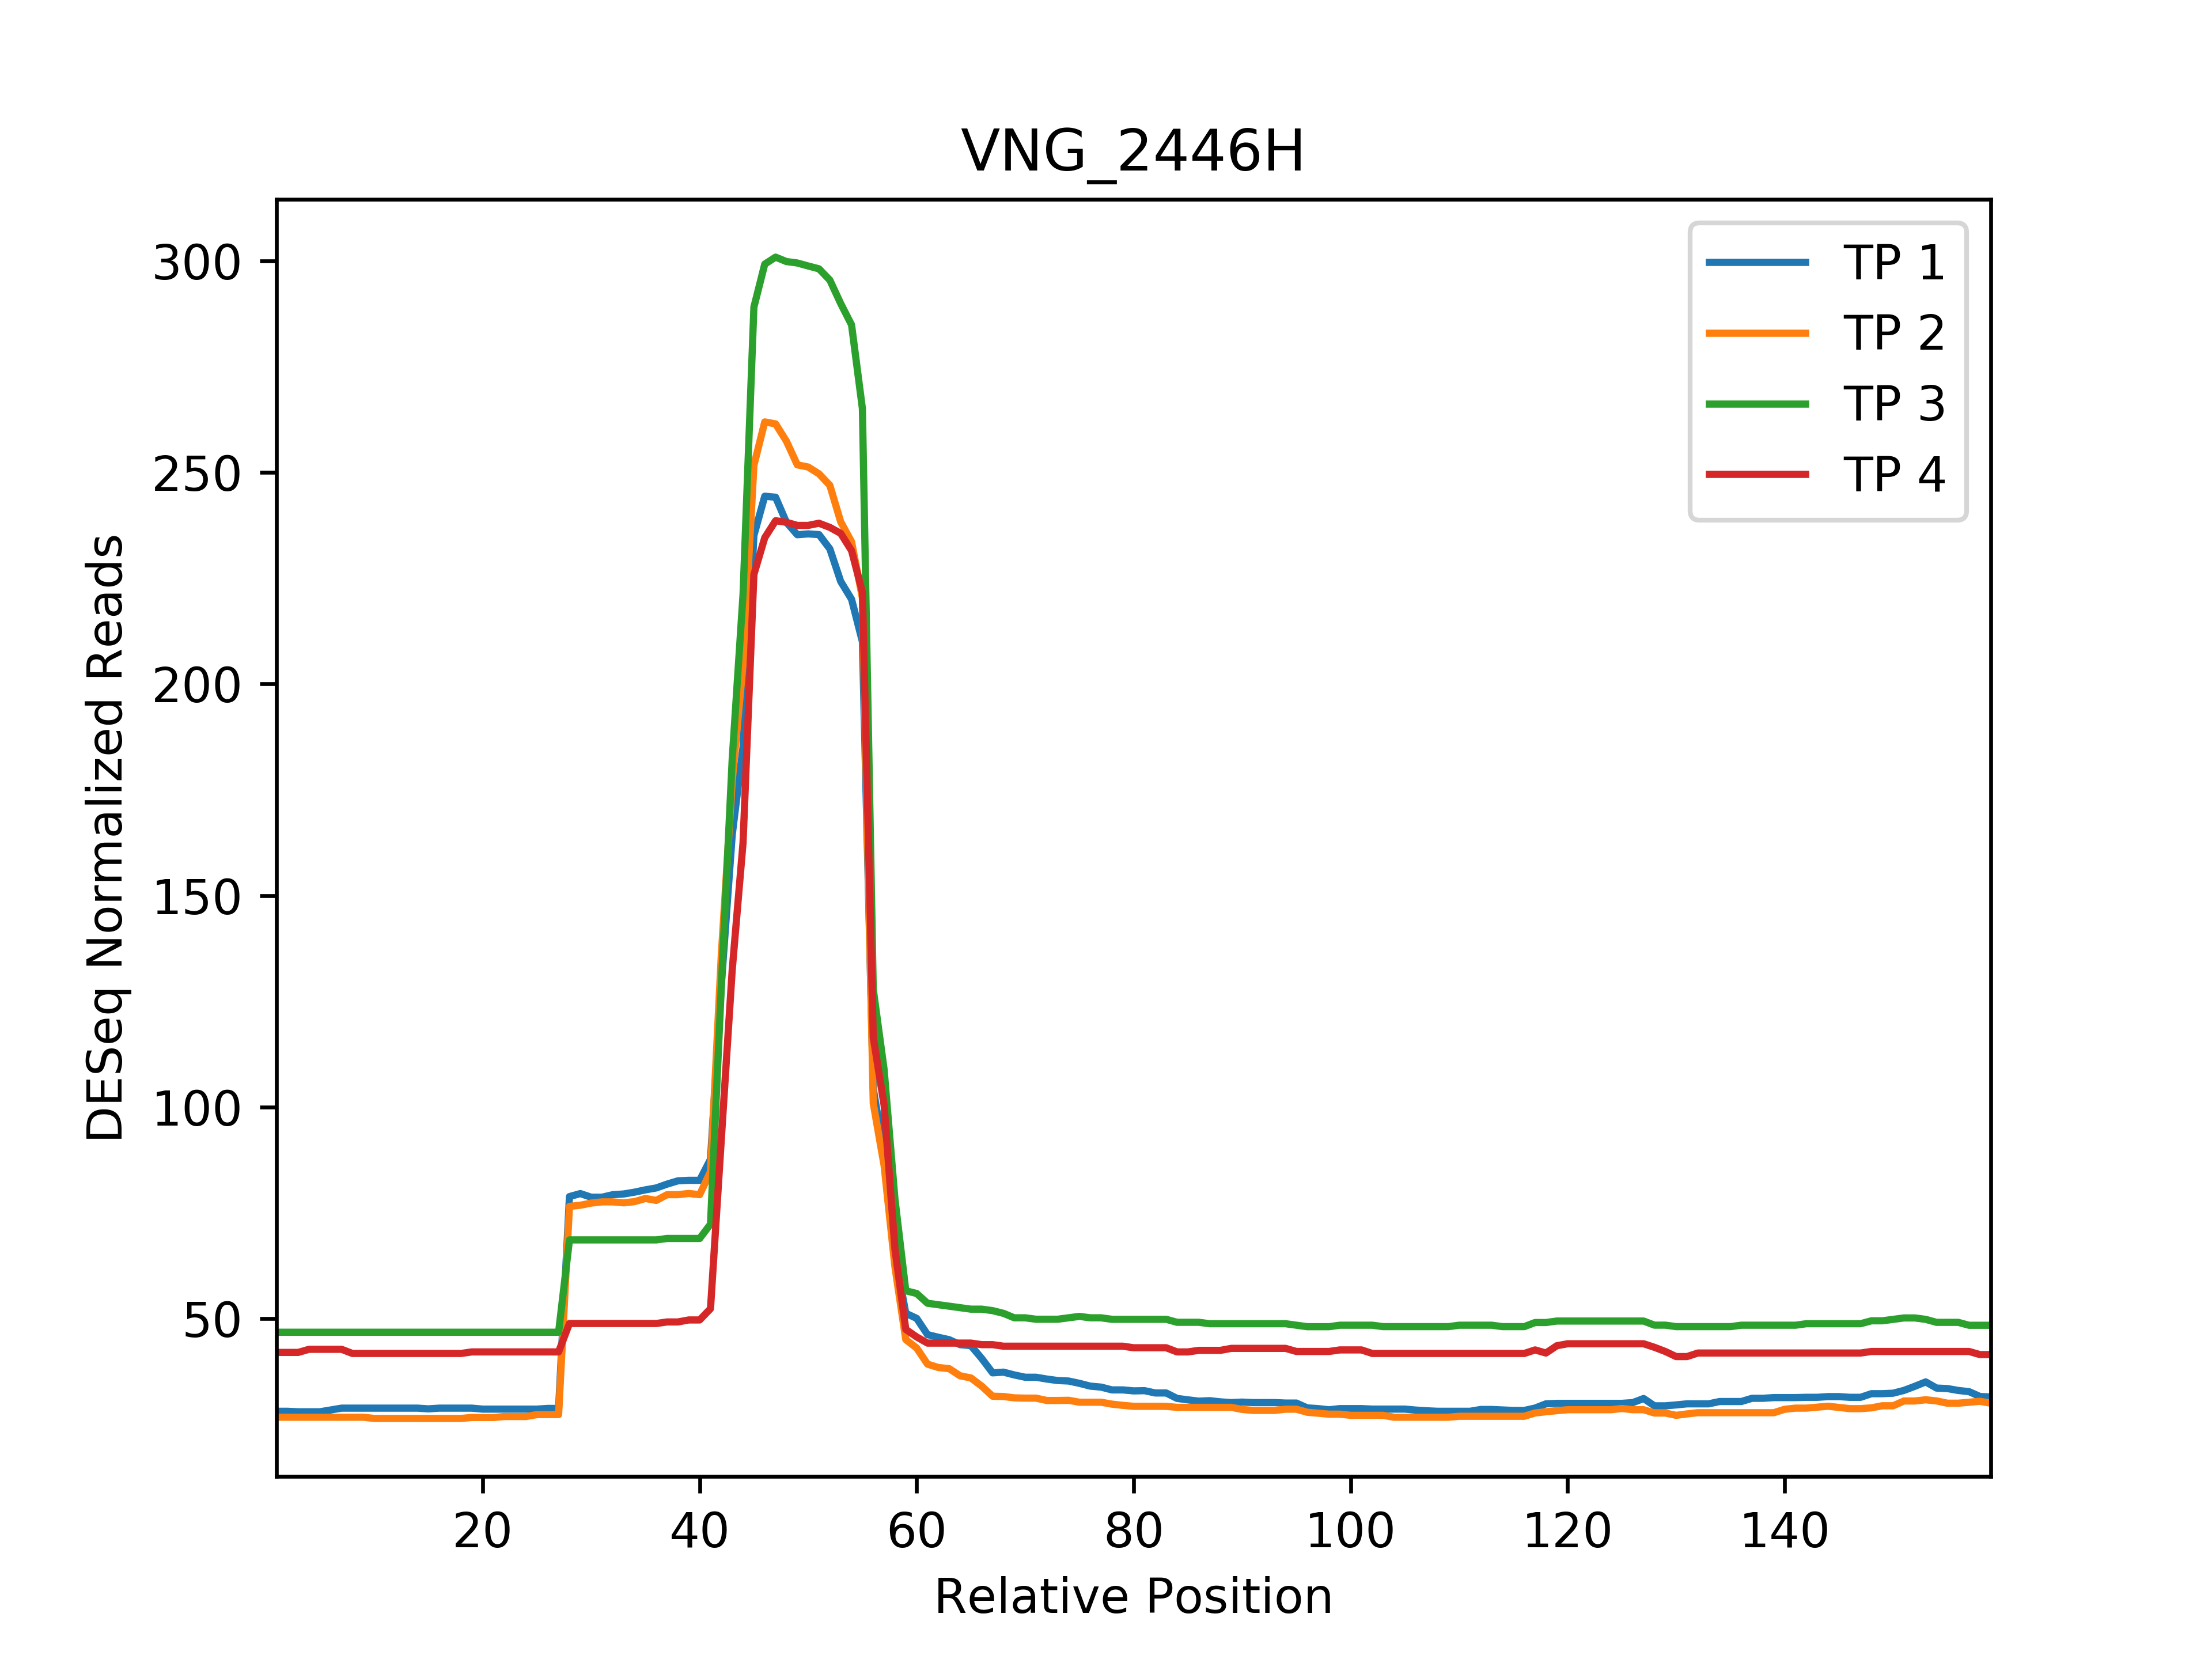 VNG_2446H
TP 1
TP 2
TP 3
TP 4
300
250
200
150
100
50
DESeq Normalized Reads
20 40 60 80 100 120 140
Relative Position